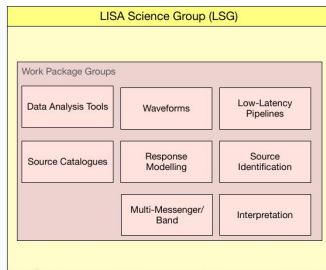 LISA Science Group (LSG)
Work Package Groups
Data Analysis Tools
Waveforms
Low-Latency
Pipelines
Source Catalogues
Response
Modelling
Source
Identification
Multi-Messenger/
Band
Interpretation